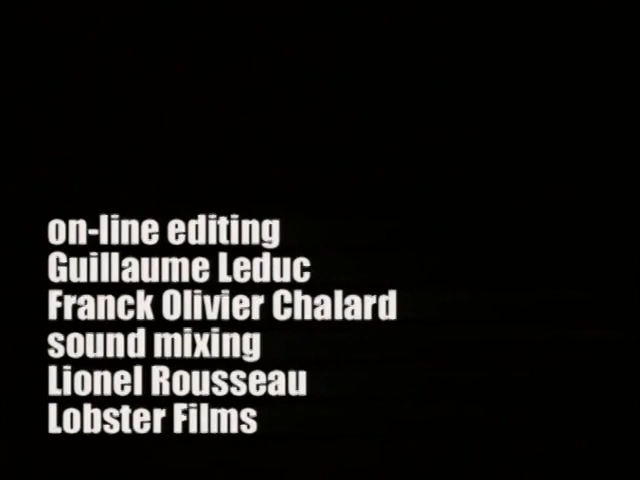 on-line editing
Guillaume Leduc
Franck Olivier Chalard
sound mixing
Lionel Rousseau
Lobster Films